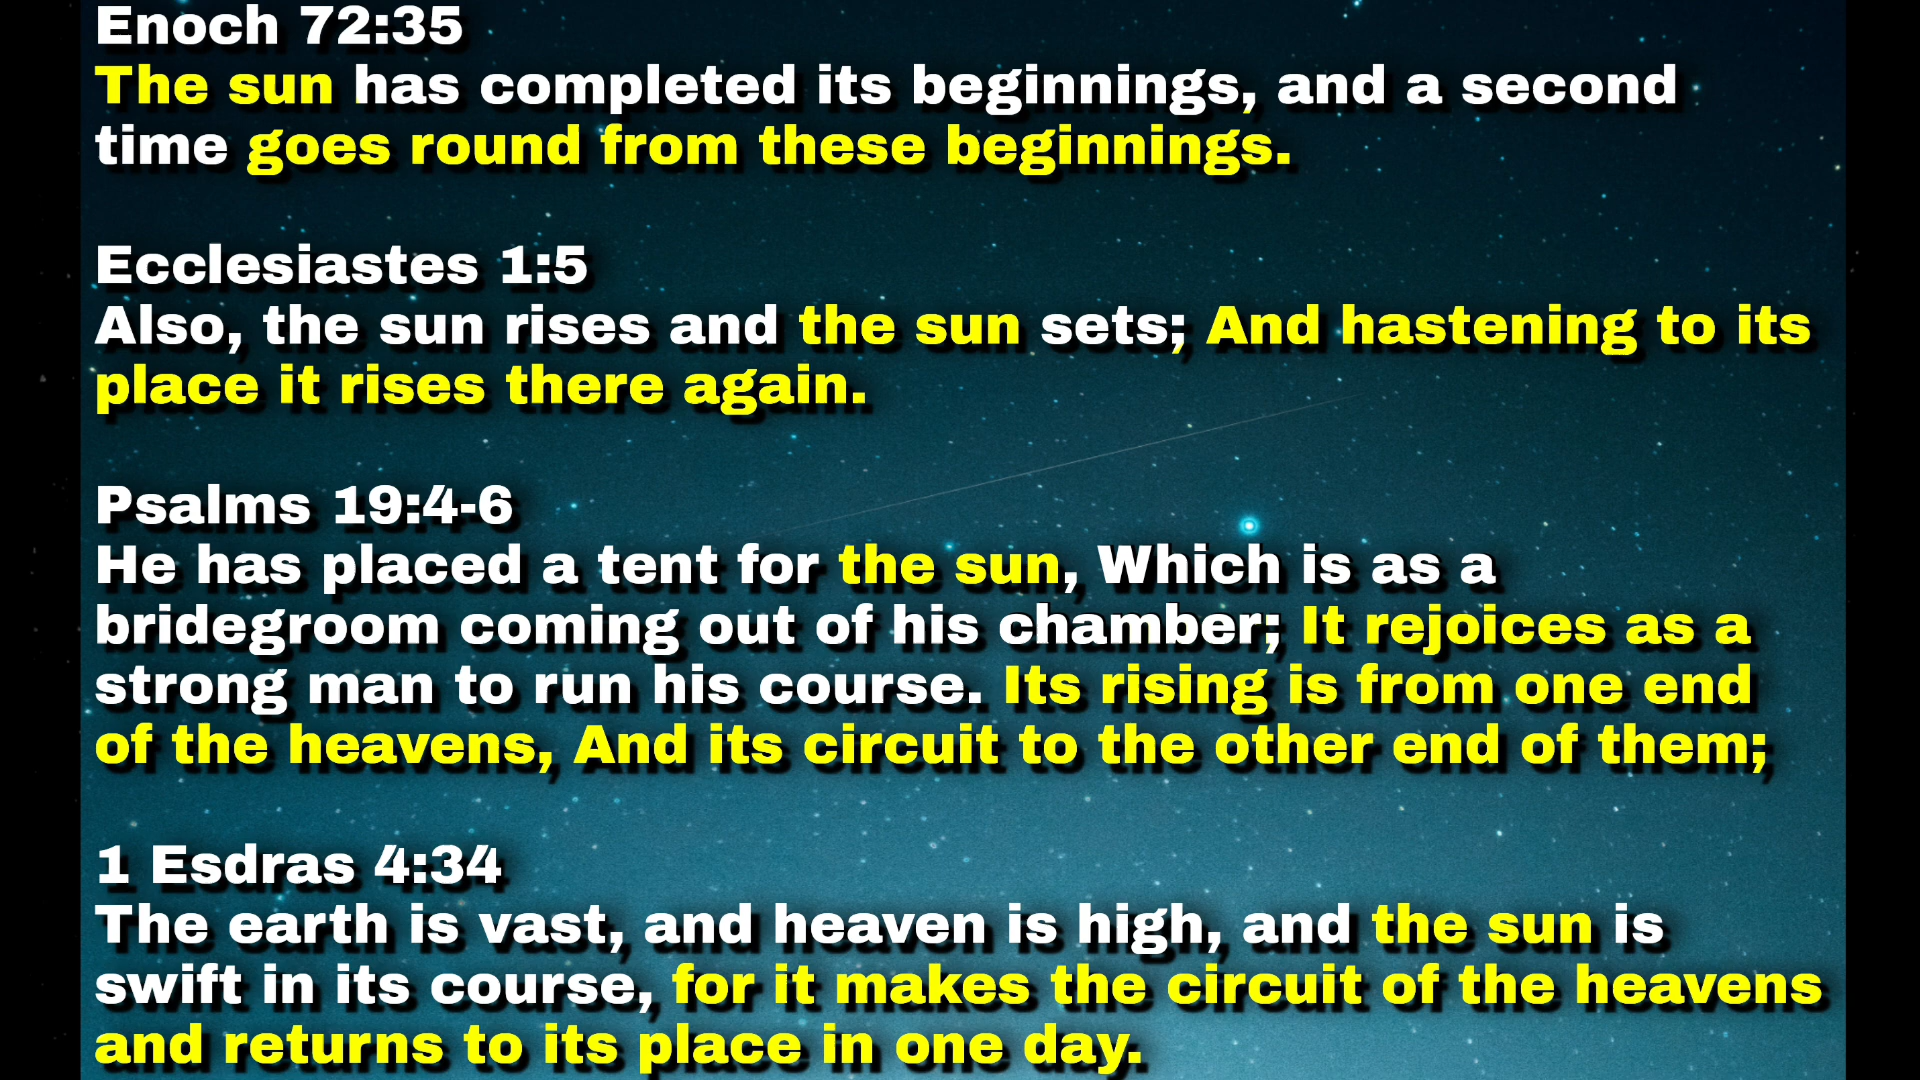 Enoch 72:35
The sun has completed its beginnings, and a second
time goes round from these beginnings.
Ecclesiastes 1:5
Also, the sun rises and the sun sets; And hastening to its
place it rises there again.
Psalms 19:4-6
He has placed a tent for the sun, Which is as a
bridegroom coming out of his chamber; It rejoices as a
strong man to run his course. Its rising is from one end
of the heavens, And its circuit to the other end of them;
1 Esdras 4:34
The earth is vast, and heaven is high, and the sun is
swift in its course, for it makes the circuit of the heavens
and returns to its place in one day.